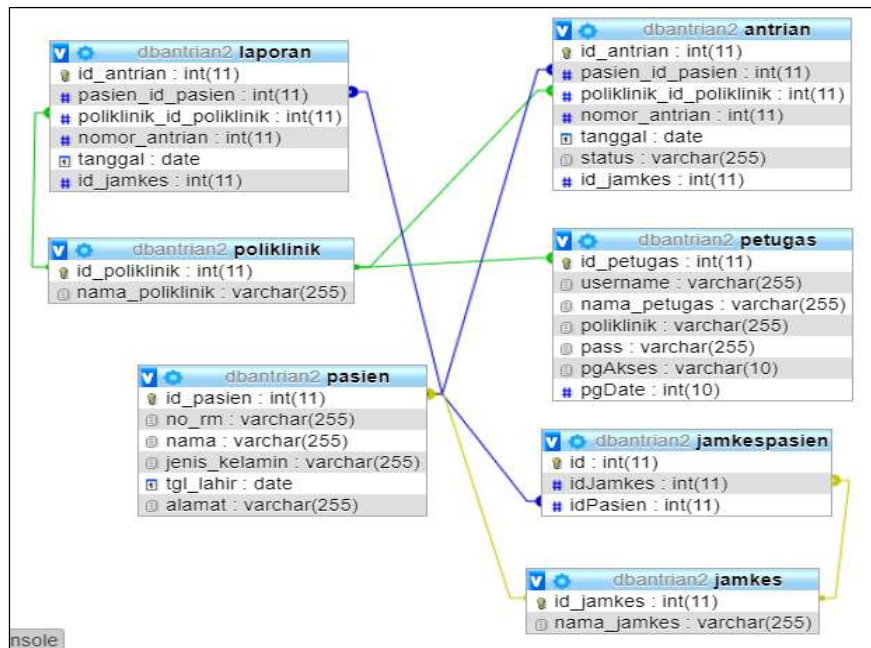 dbantrian2 laporan
id_antrian : int(11)
pasien_id_pasien : int(11)
poliklinik_id_poliklinik : int(11)
nomor_antrian : int(11)
tanggal : date
id_jamkes : int(11)
dbantrian2 antrian
id_antrian : int(11)
pasien_id_pasien : int(11)
poliklinik_id_poliklinik : int(11)
nomor_antrian : int(11)
tanggal : date
status : varchar(255)
id_jamkes : int(11)
dbantrian2 poliklinik
id_poliklinik : int(11)
nama_poliklinik : varchar(255)
dbantrian2 petugas
id_petugas : int(11)
username : varchar(255)
nama_petugas : varchar(255)
poliklinik : varchar(255)
pass : varchar(255)
pgAkses : varchar(10)
pgDate : int(10)
dbantrian2 pasien
id_pasien : int(11)
no_rm : varchar(255)
nama : varchar(255)
jenis_kelamin : varchar(255)
tgl_lahir : date
alamat : varchar(255)
dbantrian2 jamkespasien
id : int(11)
idJamkes : int(11)
idPasien : int(11)
dbantrian2 jamkes
id_jamkes : int(11)
nama_jamkes : varchar(255)
nsole